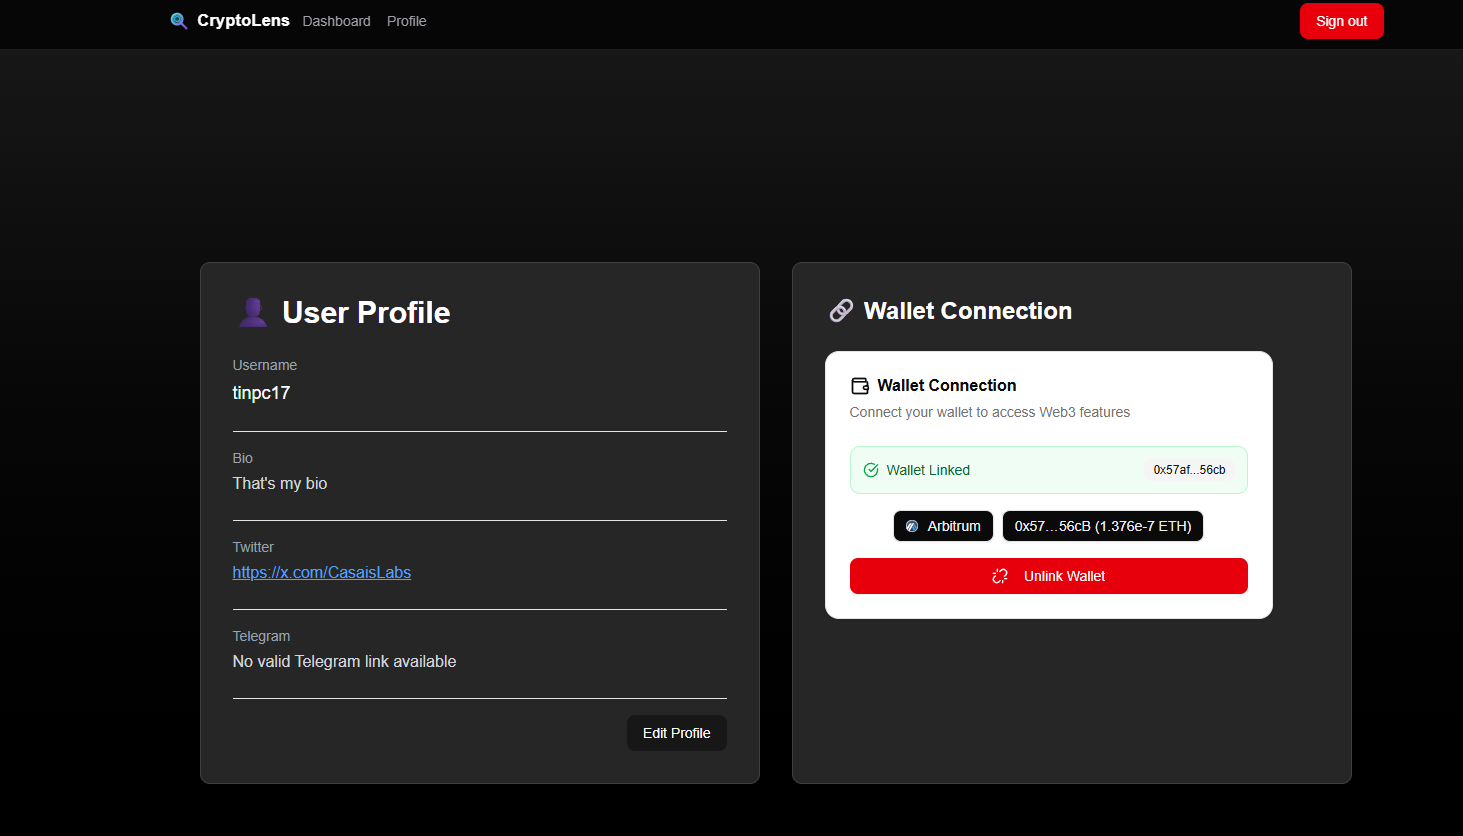 CryptoLens Dashboard Profile Sign out
User Profile
Username
tinpc17
Bio
That's my bio
Twitter
https://x.com/CasaisLabs
Telegram
No valid Telegram link available
Edit Profile
Wallet Connection
Wallet Connection
Connect your wallet to access Web3 features
Wallet Linked 0x57af...56cb
Arbitrum 0x57…56cB (1.376e-7 ETH)
Unlink Wallet